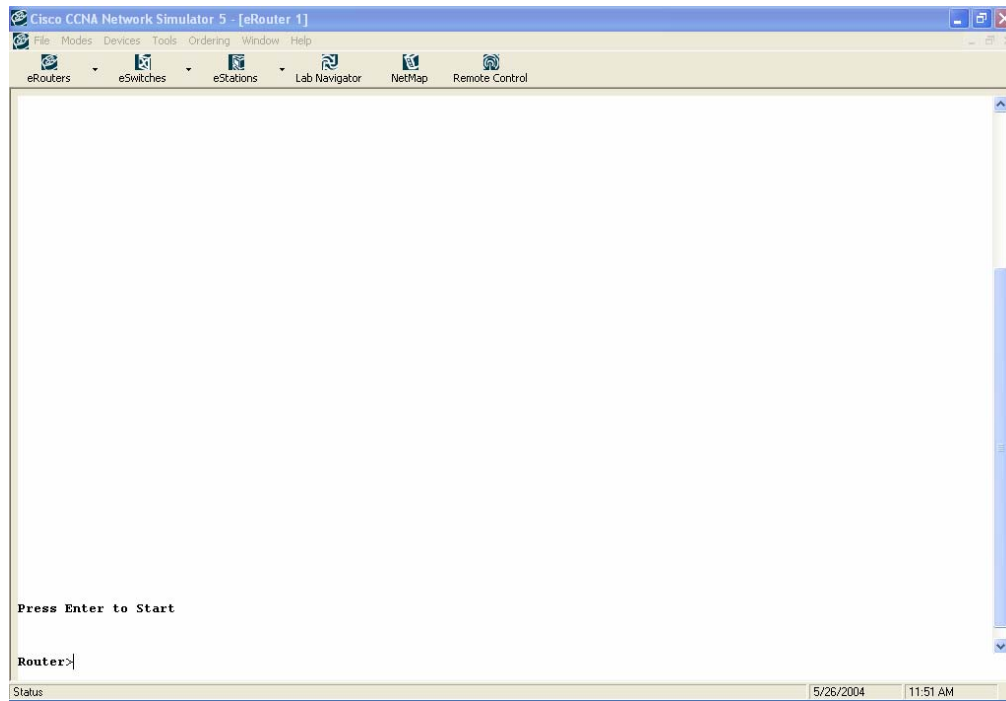 Cisco CCNA Network Simulator 5 - [eRouter 1]
File Modes Devices Tools Ordering Window Help
eRouters eSwitches eStations Lab Navigator NetMap Remote Control
Press Enter to Start
Router>
Status 5/26/2004 11:51 AM